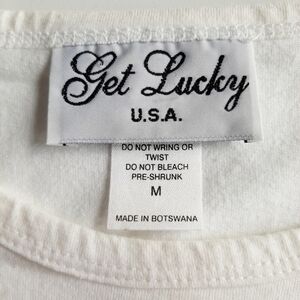 Get Lucky
U.S.A.
DO NOT WRING OR
TWIST
DO NOT BLEACH
PRE-SHRUNK
M
MADE IN BOTSWANA